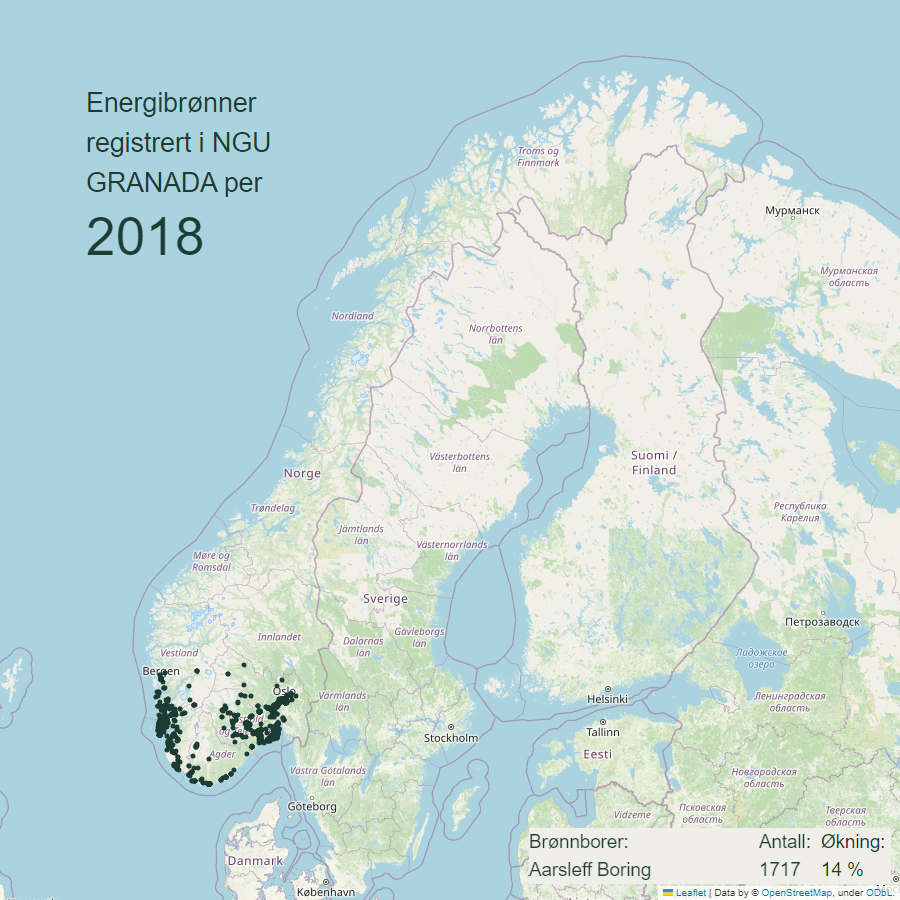 Energibrønner
registrert i NGU
GRANADA per
2018
Troms og
Finnmark
Мурманск
Мурманская
область
Nordland
Norrbottens
län
Västerbottens
län
Suomi /
Finland
Norge
Trøndelag
Республика
Карелия
Jämtlands
län
Västernorrlands
län
Møre og
Romsdal
Sverige
Петрозаводск
Innlandet
Gävleborgs
län
Dalarnas
län
Vestland
Ладожское
озеро
Bergen
Oslo
Värmlands
län
Helsinki
Ленинградская
область
Agder
Stockholm
Tallinn
Eesti
Västra Götalands
län
Новгородская
область
Göteborg
Vidzeme
Псковская
область
Тверская
область
Danmark
København
Brønnborer: Antall: Økning:
Aarsleff Boring 1717 14 %
Leaflet | Data by © OpenStreetMap, under ODbL.